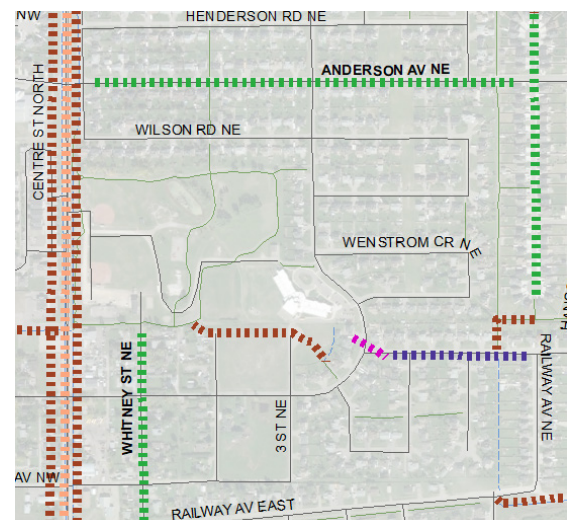 NW
HENDERSON RD NE
ANDERSON AV NE
CENTRE ST NORTH
WILSON RD NE
WENSTROM CR NE
WHITNEY ST NE
3 ST NE
RAILWAY AV NE
AV NW
RAILWAY AV EAST